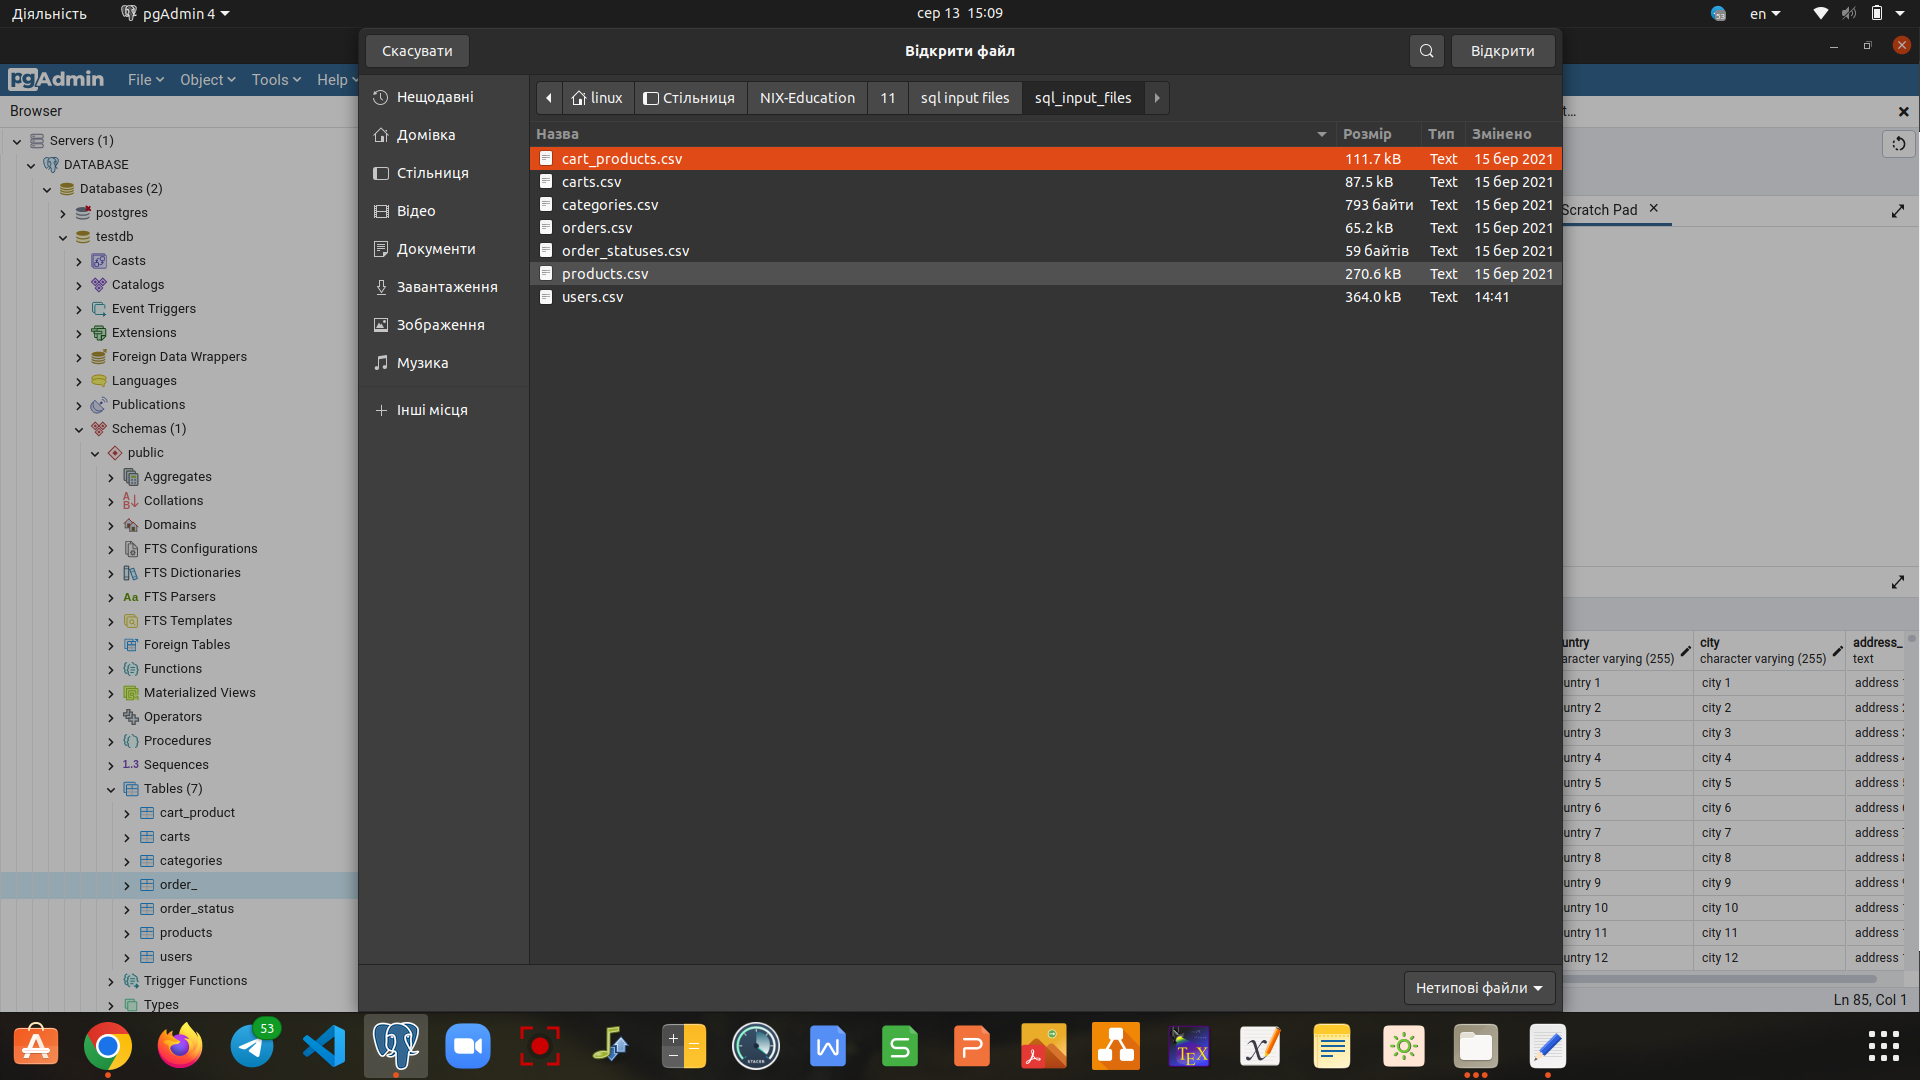 Діяльність
pgAdmin 4
сер 13 15:09
53
en
Скасувати
Відкрити файл
Відкрити
pgAdmin
File
Object
Tools
Help
Browser
Servers (1)
DATABASE
Databases (2)
postgres
testdb
Casts
Catalogs
Event Triggers
Extensions
Foreign Data Wrappers
Languages
Publications
Schemas (1)
public
Aggregates
Collations
Domains
FTS Configurations
FTS Dictionaries
Aa FTS Parsers
FTS Templates
Foreign Tables
Functions
Materialized Views
Operators
Procedures
1..3 Sequences
Tables (7)
cart_product
carts
categories
order_
order_status
products
users
Trigger Functions
Types
Нещодавні
Домівка
Стільниця
Відео
Документи
Завантаження
Зображення
Музика
Інші місця
linux
Стільниця
NIX-Education
11
sql input files
sql_input_files
Назва Розмір Тип Змінено
cart_products.csv 111.7 kB Text 15 бер 2021
carts.csv 87.5 kB Text 15 бер 2021
categories.csv 793 байти Text 15 бер 2021
orders.csv 65.2 kB Text 15 бер 2021
order_statuses.csv 59 байтів Text 15 бер 2021
products.csv 270.6 kB Text 15 бер 2021
users.csv 364.0 kB Text 14:41
Нетипові файли
t...
Scratch Pad
untry city address_
aracter varying (255) character varying (255) text
untry 1 city 1 address
untry 2 city 2 address
untry 3 city 3 address
untry 4 city 4 address
untry 5 city 5 address
untry 6 city 6 address
untry 7 city 7 address
untry 8 city 8 address
untry 9 city 9 address
untry 10 city 10 address
untry 11 city 11 address
untry 12 city 12 address
Ln 85, Col 1
53
STACER
W
S
P
TEX
X